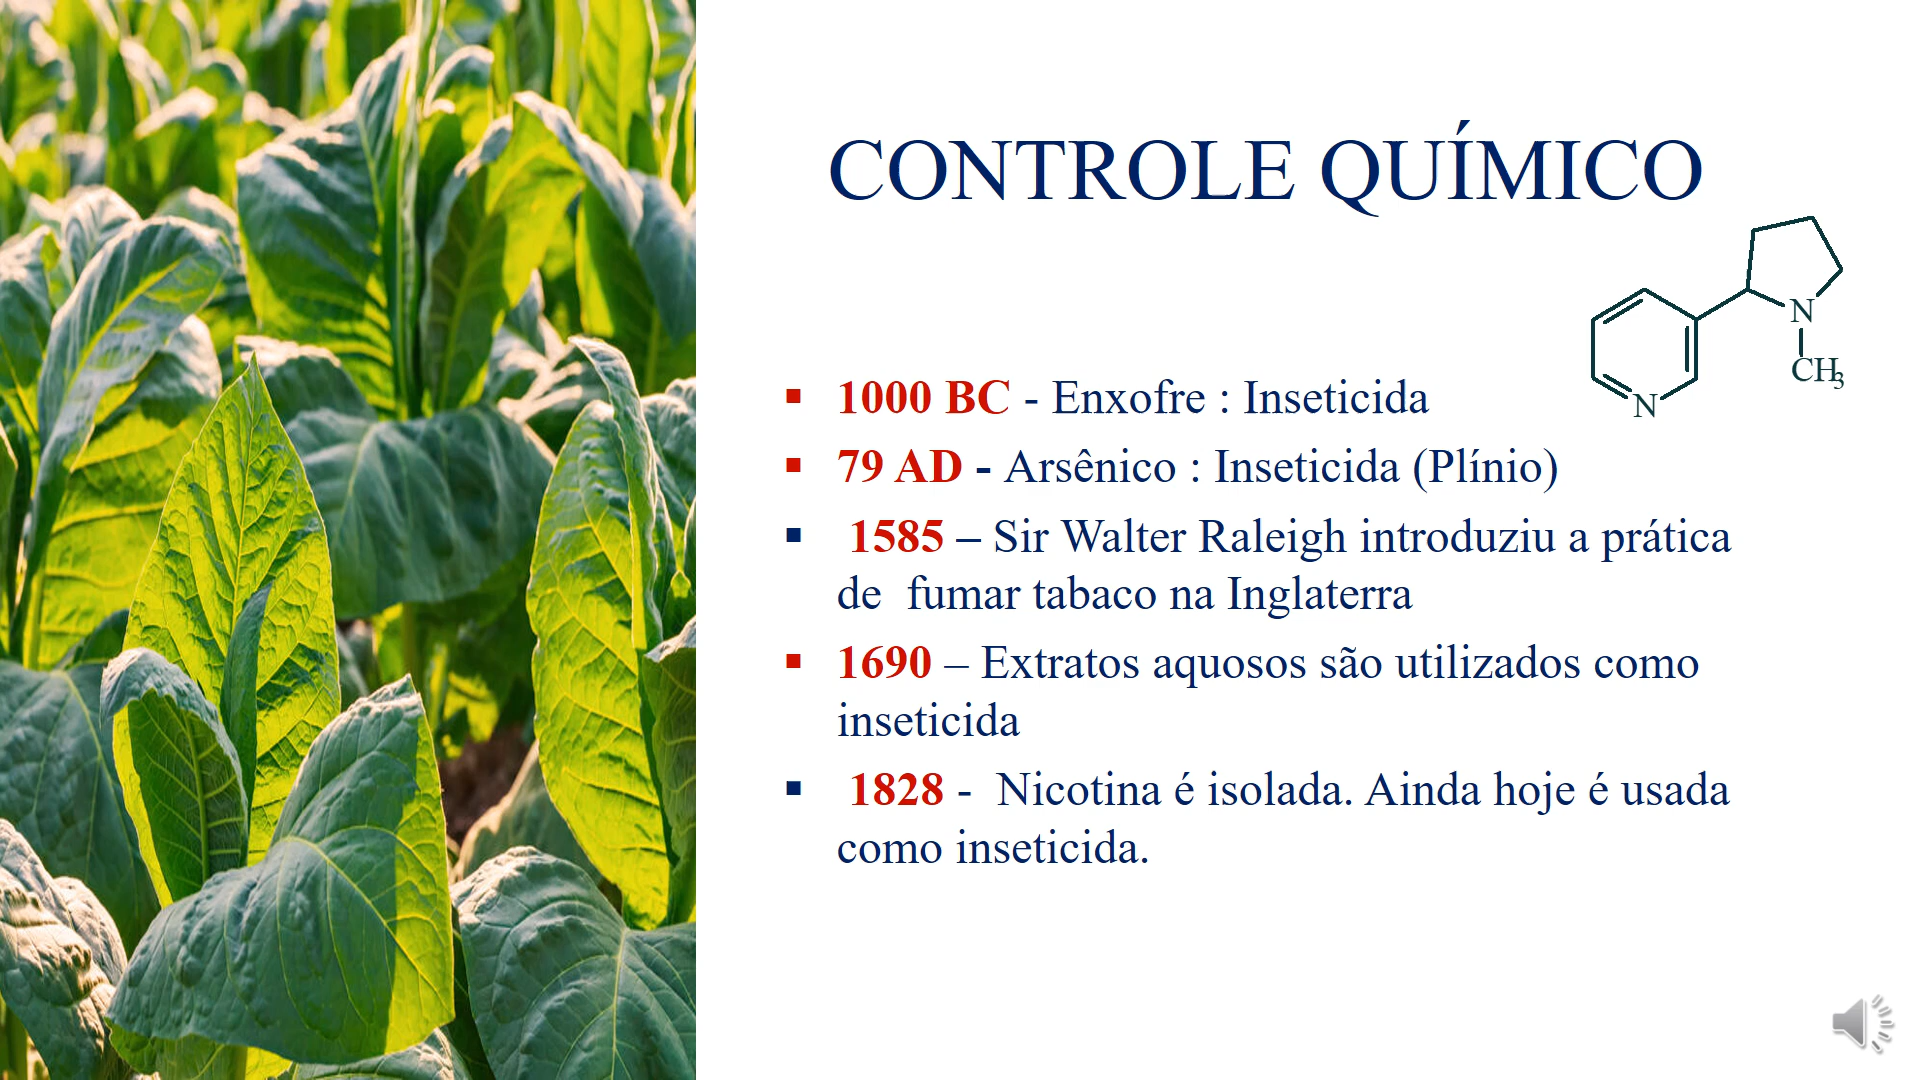 CONTROLE QUÍMICO
N
CH3
N
▪ 1000 BC - Enxofre : Inseticida
▪ 79 AD - Arsênico : Inseticida (Plínio)
▪ 1585 – Sir Walter Raleigh introduziu a prática
de fumar tabaco na Inglaterra
▪ 1690 – Extratos aquosos são utilizados como
inseticida
▪ 1828 - Nicotina é isolada. Ainda hoje é usada
como inseticida.